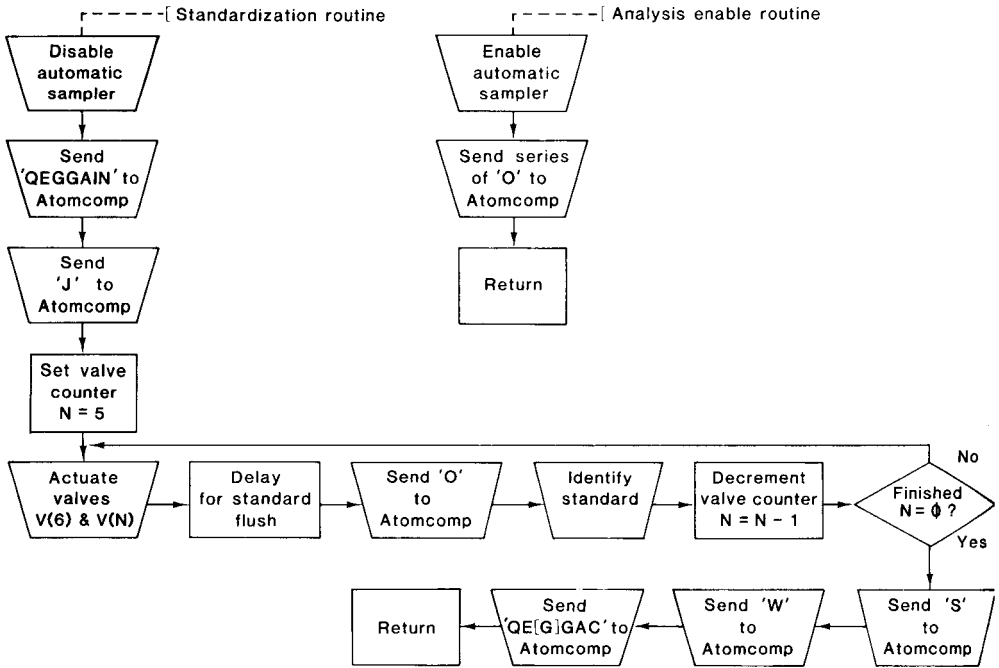 Standardization routine
Disable
automatic
sampler
Send
'QEGGAIN' to
Atomcomp
Send
'J' to
Atomcomp
Set valve
counter
N = 5
Actuate
valves
V(6) & V(N)
Delay
for standard
flush
Send 'O'
to
Atomcomp
Identify
standard
Decrement
valve counter
N = N - 1
Finished
N = 0 ?
No
Yes
Send 'S'
to
Atomcomp
Send 'W'
to
Atomcomp
Send
'QE[G]GAC' to
Atomcomp
Return
Analysis enable routine
Enable
automatic
sampler
Send series
of 'O' to
Atomcomp
Return